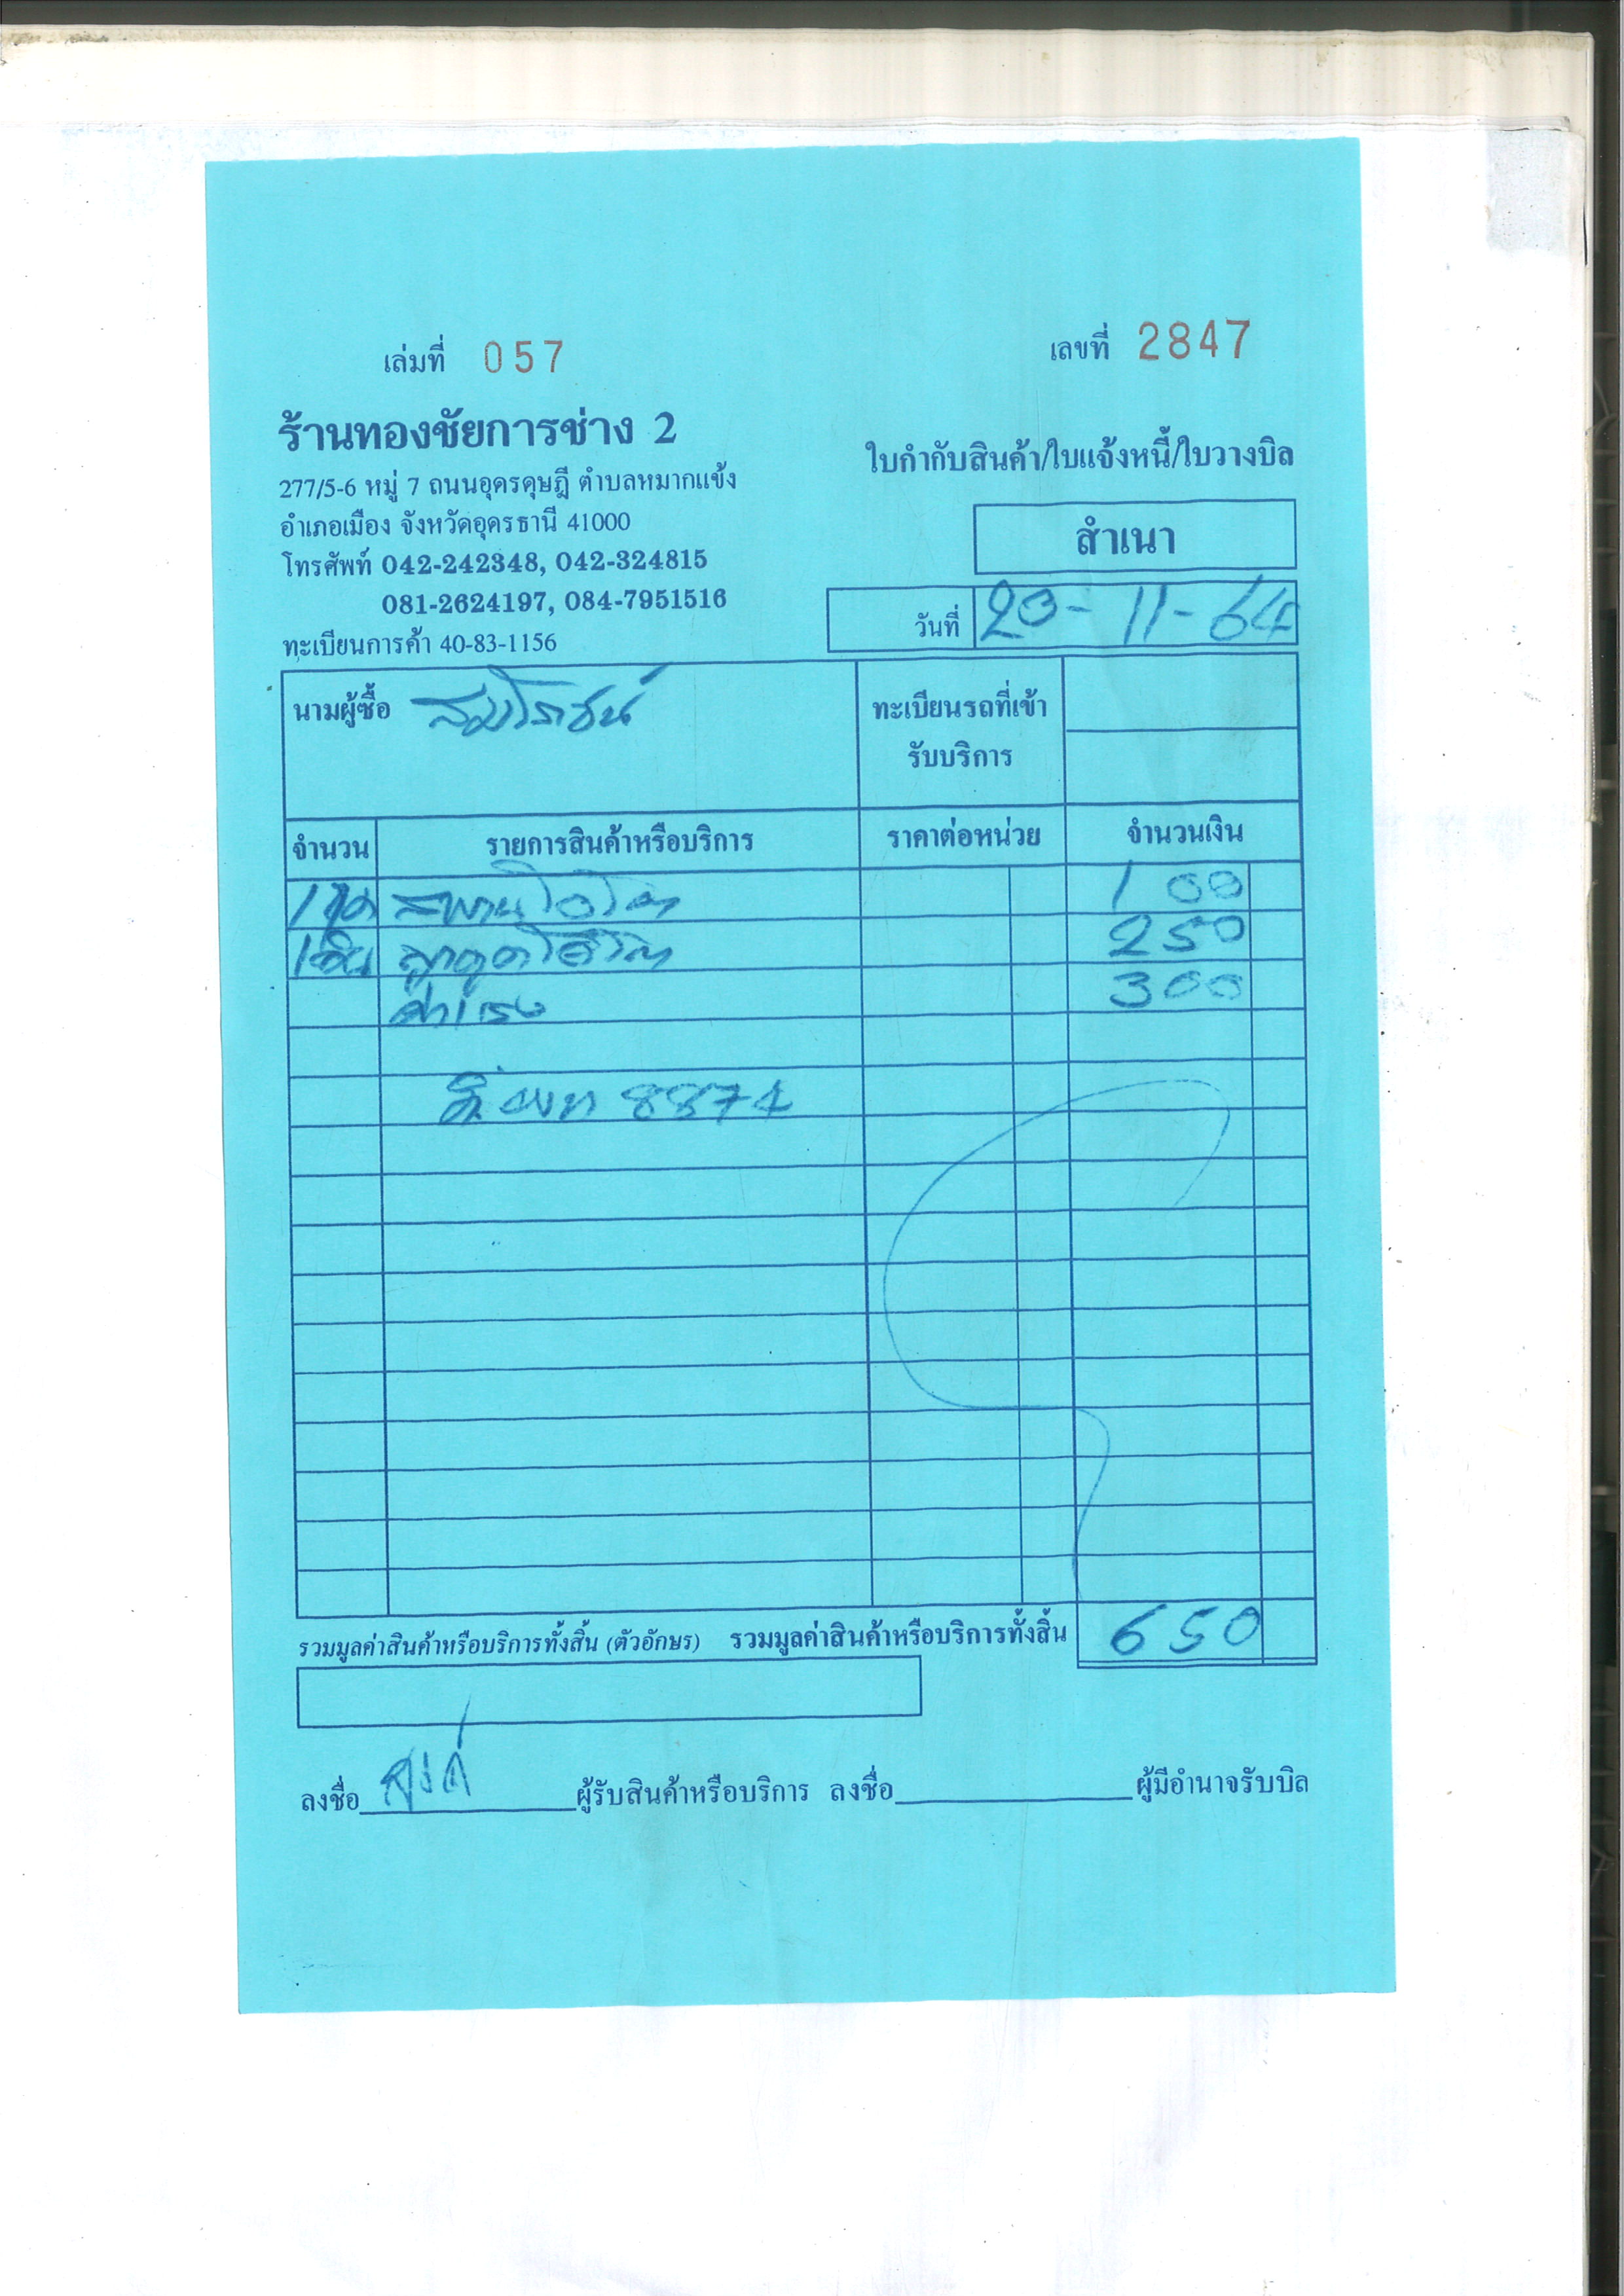 เล่มที่ 057
เลขที่ 2847
ร้านทองชัยการช่าง 2
277/5-6 หมู่ 7 ถนนอุดรดุษฎี ตำบลหมากแข้ง
อำเภอเมือง จังหวัดอุดรธานี 41000
โทรศัพท์ 042-242348, 042-324815
081-2624197, 084-7951516
ทะเบียนการค้า 40-83-1156
ใบกำกับสินค้า/ใบแจ้งหนี้/ใบวางบิล
สำเนา
วันที่ 20-11-64
นามผู้ซื้อ สมโภชน์
ทะเบียนรถที่เข้า
รับบริการ
จำนวน รายการสินค้าหรือบริการ ราคาต่อหน่วย จำนวนเงิน
1 ชุด 100
250
ค่าแรง 300
8874
รวมมูลค่าสินค้าหรือบริการทั้งสิ้น (ตัวอักษร) รวมมูลค่าสินค้าหรือบริการทั้งสิ้น 650
ลงชื่อ ผู้รับสินค้าหรือบริการ ลงชื่อ ผู้มีอำนาจรับบิล